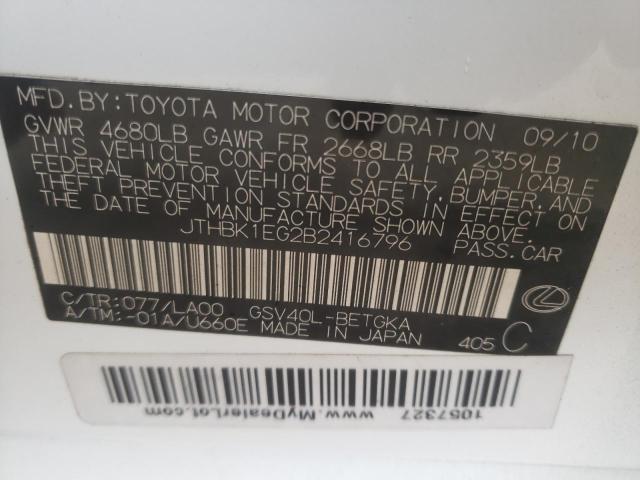 MFD. BY: TOYOTA MOTOR CORPORATION 09/10
GVWR 4680LB GAWR FR 2668LB RR 2359LB
THIS VEHICLE CONFORMS TO ALL APPLICABLE
FEDERAL MOTOR VEHICLE SAFETY, BUMPER, AND
THEFT PREVENTION STANDARDS IN EFFECT ON
THE DATE OF MANUFACTURE SHOWN ABOVE.
JTHBK1EG2B2416796 PASS.CAR
C/TR:077/LA00 GSV40L-BETGKA
A/TM:-01A/U660E MADE IN JAPAN 405 C
1057327
www.MyDealerLot.com